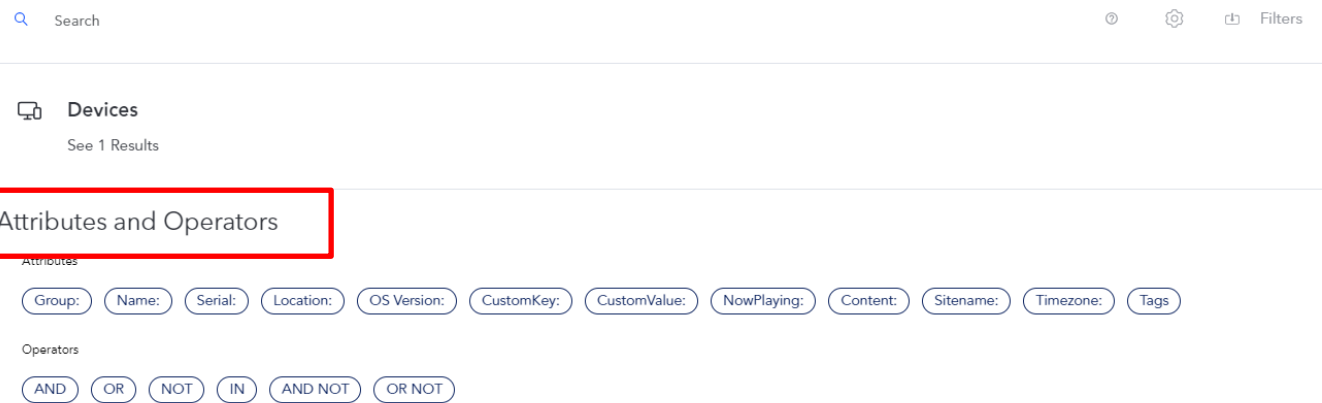 Search Filters
Devices
See 1 Results
Attributes and Operators
Attributes
Group: Name: Serial: Location: OS Version: CustomKey: CustomValue: NowPlaying: Content: Sitename: Timezone: Tags
Operators
AND OR NOT IN AND NOT OR NOT